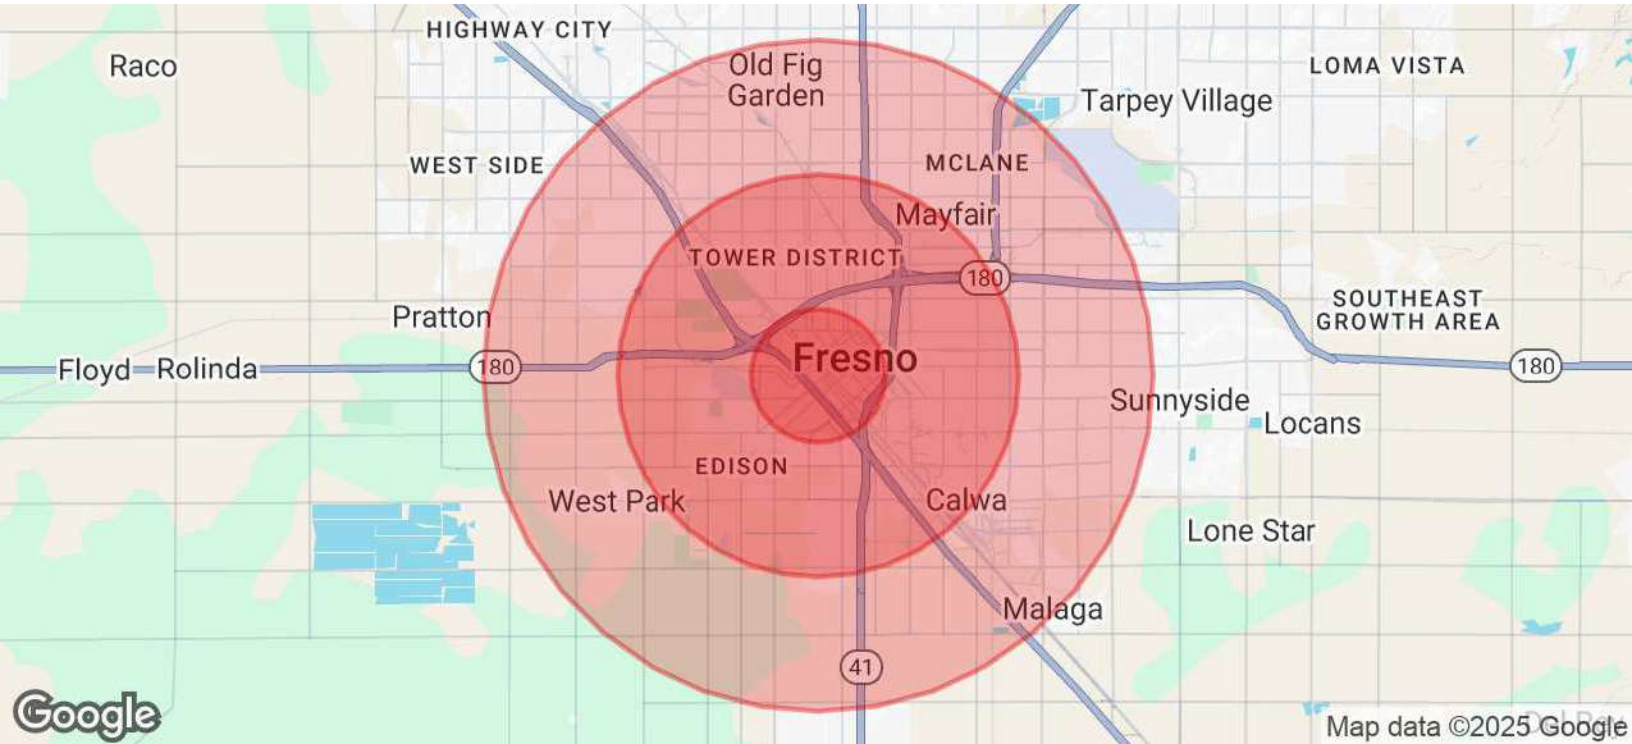 HIGHWAY CITY
Raco
Old Fig
Garden
LOMA VISTA
Tarpey Village
WEST SIDE
MCLANE
Mayfair
TOWER DISTRICT
180
SOUTHEAST
GROWTH AREA
Pratton
Fresno
Floyd
Rolinda
180
180
Sunnyside
Locans
EDISON
West Park
Calwa
Lone Star
Malaga
41
Google
Map data ©2025 Google